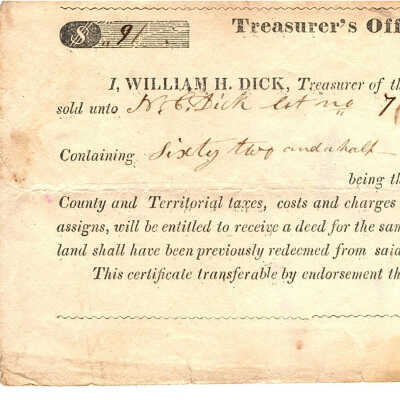 $ 91 Treasurer's Off
I, WILLIAM H. DICK, Treasurer of th
sold unto N. C. Dick lot no 7
Containing Sixty two and a half
being th
County and Territorial taxes, costs and charges
assigns, will be entitled to receive a deed for the sam
land shall have been previously redeemed from said
This certificate transferable by endorsement th